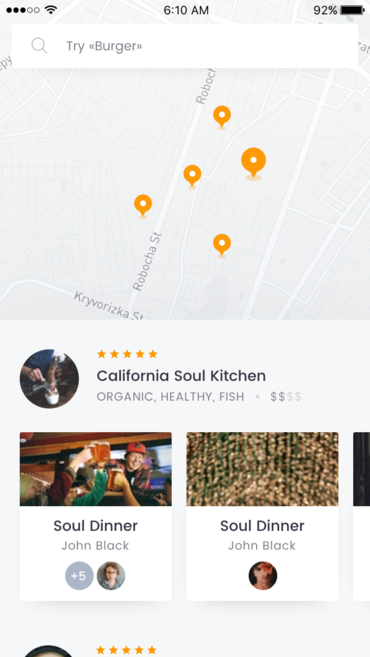 6:10 AM
92%
Try «Burger»
Robocha St
Kryvorizka St
California Soul Kitchen
ORGANIC, HEALTHY, FISH • $$$$
Soul Dinner
John Black
+5
Soul Dinner
John Black